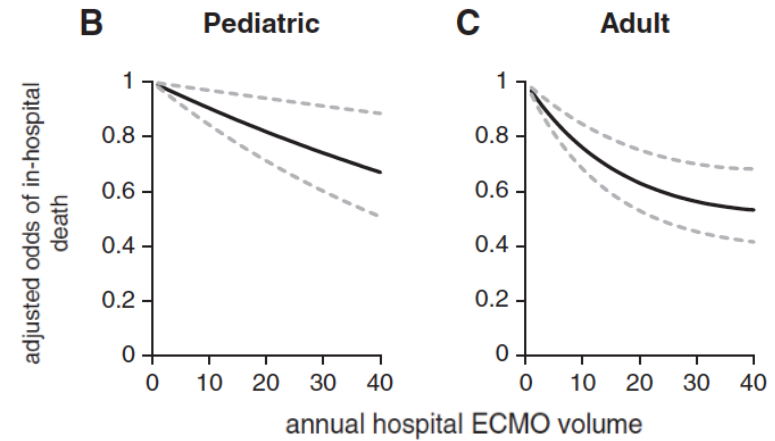 B Pediatric
C Adult
adjusted odds of in-hospital
death
1
0.8
0.6
0.4
0.2
0
0 10 20 30 40
1
0.8
0.6
0.4
0.2
0
0 10 20 30 40
annual hospital ECMO volume